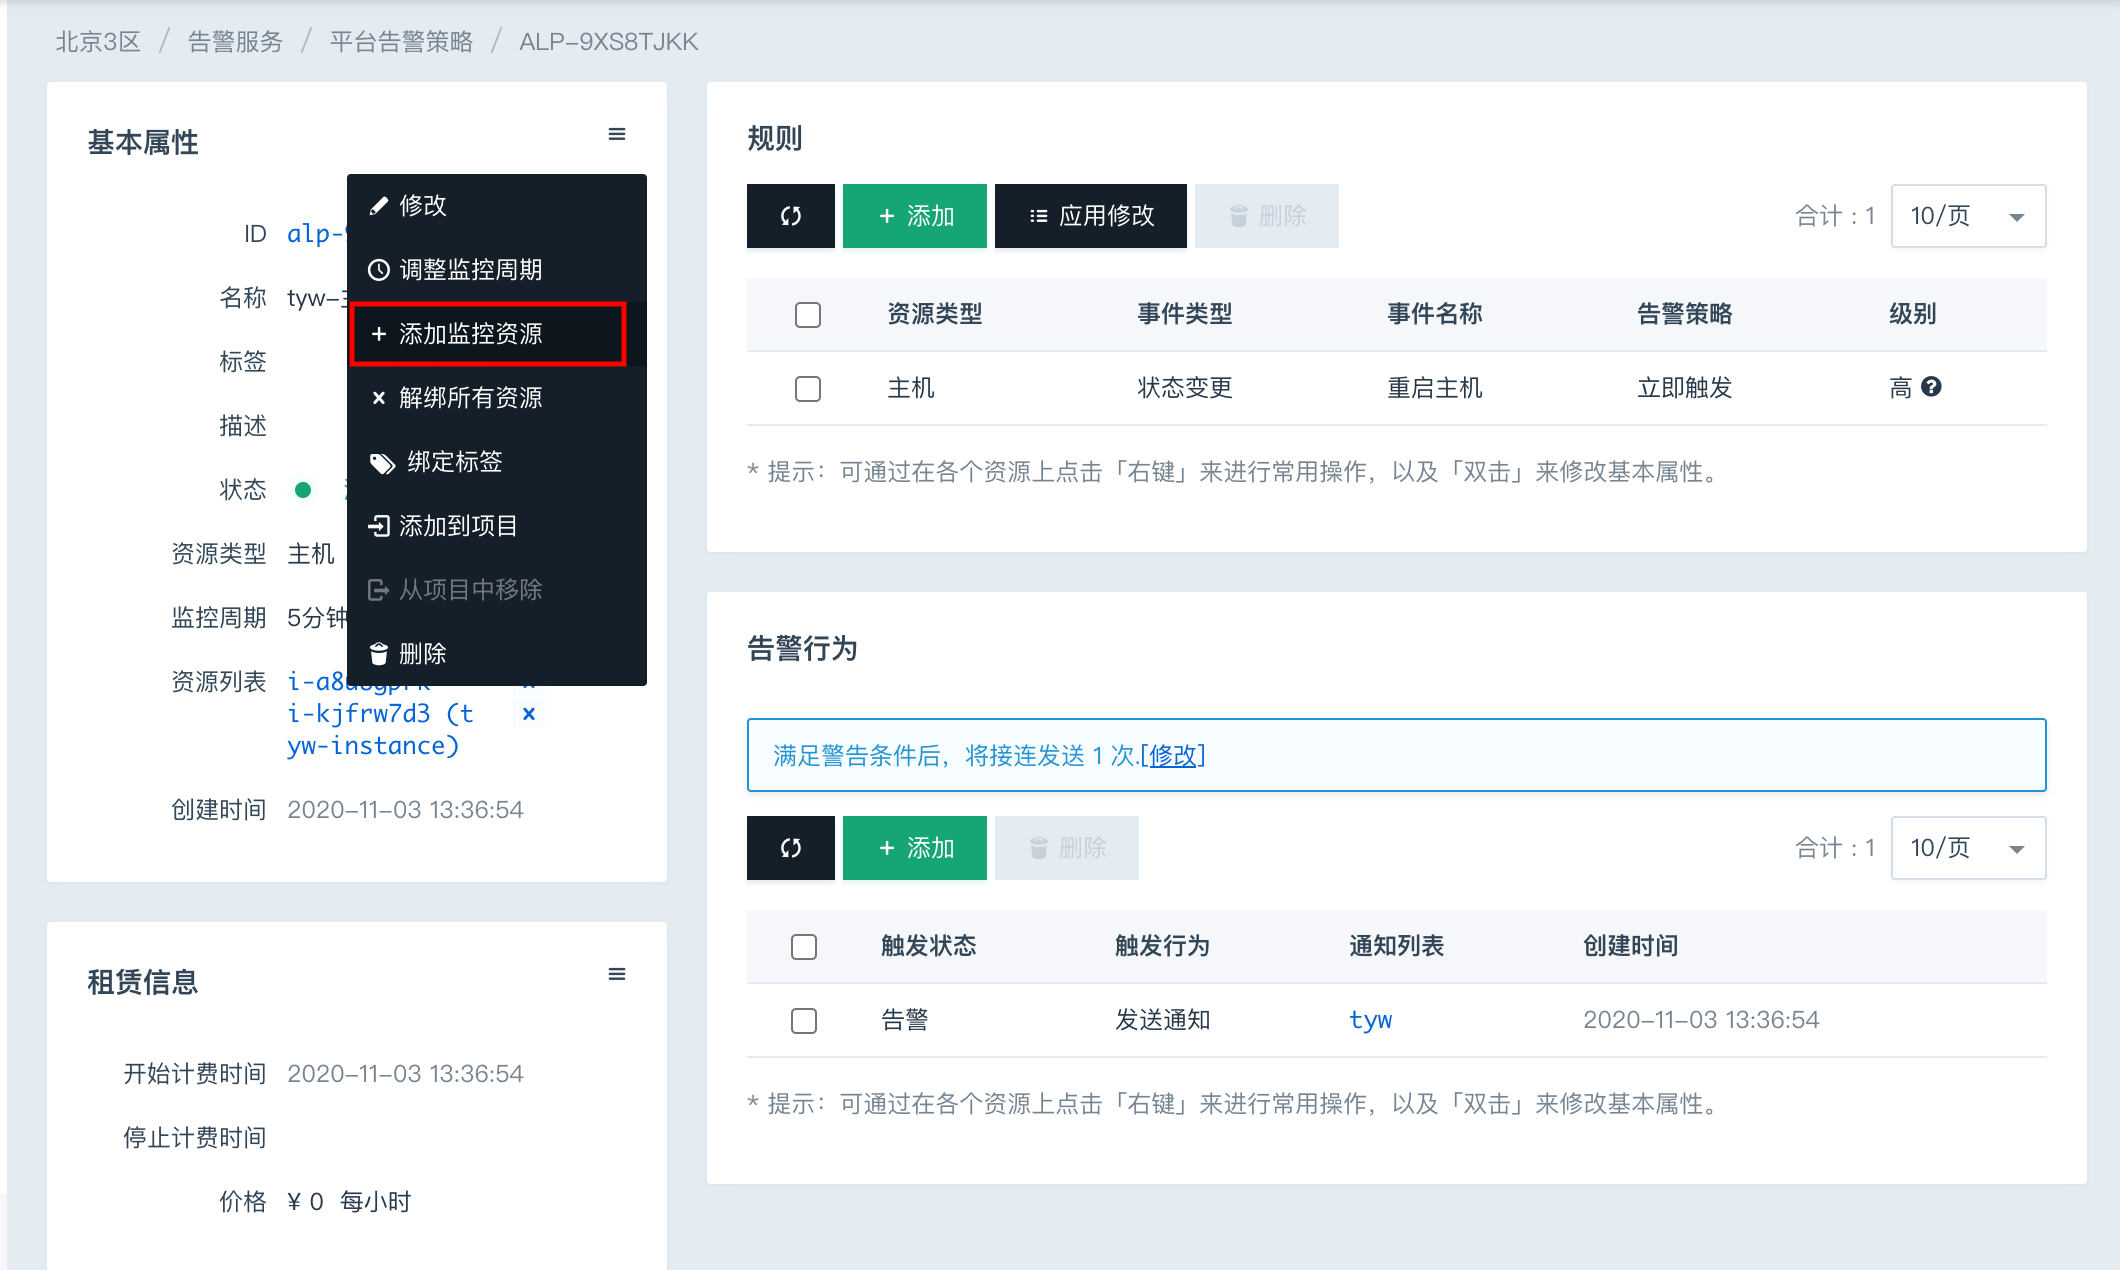 北京3区 / 告警服务 / 平台告警策略 / ALP-9XS8TJKK
基本属性
修改
调整监控周期
添加监控资源
解绑所有资源
绑定标签
添加到项目
从项目中移除
删除
ID alp-
名称 tyw-
标签
描述
状态
资源类型 主机
监控周期 5分钟
资源列表
i-kjfrw7d3 (t
yw-instance)
创建时间 2020-11-03 13:36:54
租赁信息
开始计费时间 2020-11-03 13:36:54
停止计费时间
价格 ¥ 0 每小时
规则
添加 应用修改 删除 合计：1 10/页
资源类型 事件类型 事件名称 告警策略 级别
主机 状态变更 重启主机 立即触发 高
* 提示：可通过在各个资源上点击「右键」来进行常用操作，以及「双击」来修改基本属性。
告警行为
满足警告条件后，将接连发送 1 次.[修改]
添加 删除 合计：1 10/页
触发状态 触发行为 通知列表 创建时间
告警 发送通知 tyw 2020-11-03 13:36:54
* 提示：可通过在各个资源上点击「右键」来进行常用操作，以及「双击」来修改基本属性。